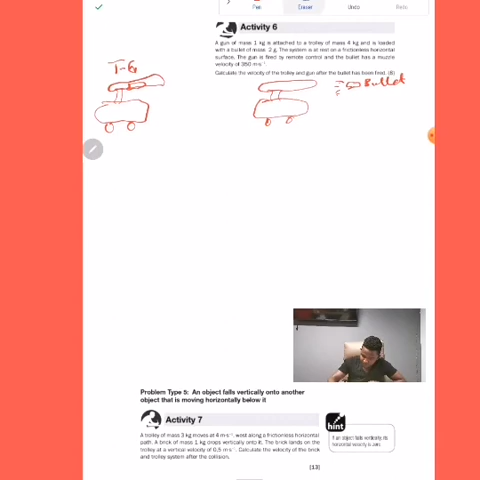 Pen
Eraser
Undo
Redo
Activity 6
A gun of mass 1 kg is attached to a trolley of mass 4 kg and is loaded
with a bullet of mass 2 g. The system is at rest on a frictionless horizontal
surface. The gun is fired by remote control and the bullet has a muzzle
velocity of 350 m·s⁻¹.
Calculate the velocity of the trolley and gun after the bullet has been fired. (8)
T-G
Bullet
Problem Type 5: An object falls vertically onto another
object that is moving horizontally below it
Activity 7
A trolley of mass 3 kg moves at 4 m·s⁻¹, west along a frictionless horizontal
path. A brick of mass 1 kg drops vertically onto it. The brick lands on the
trolley at a vertical velocity of 0,5 m·s⁻¹. Calculate the velocity of the brick
and trolley system after the collision.
[13]
hint
If an object falls vertically, its
horizontal velocity is zero.